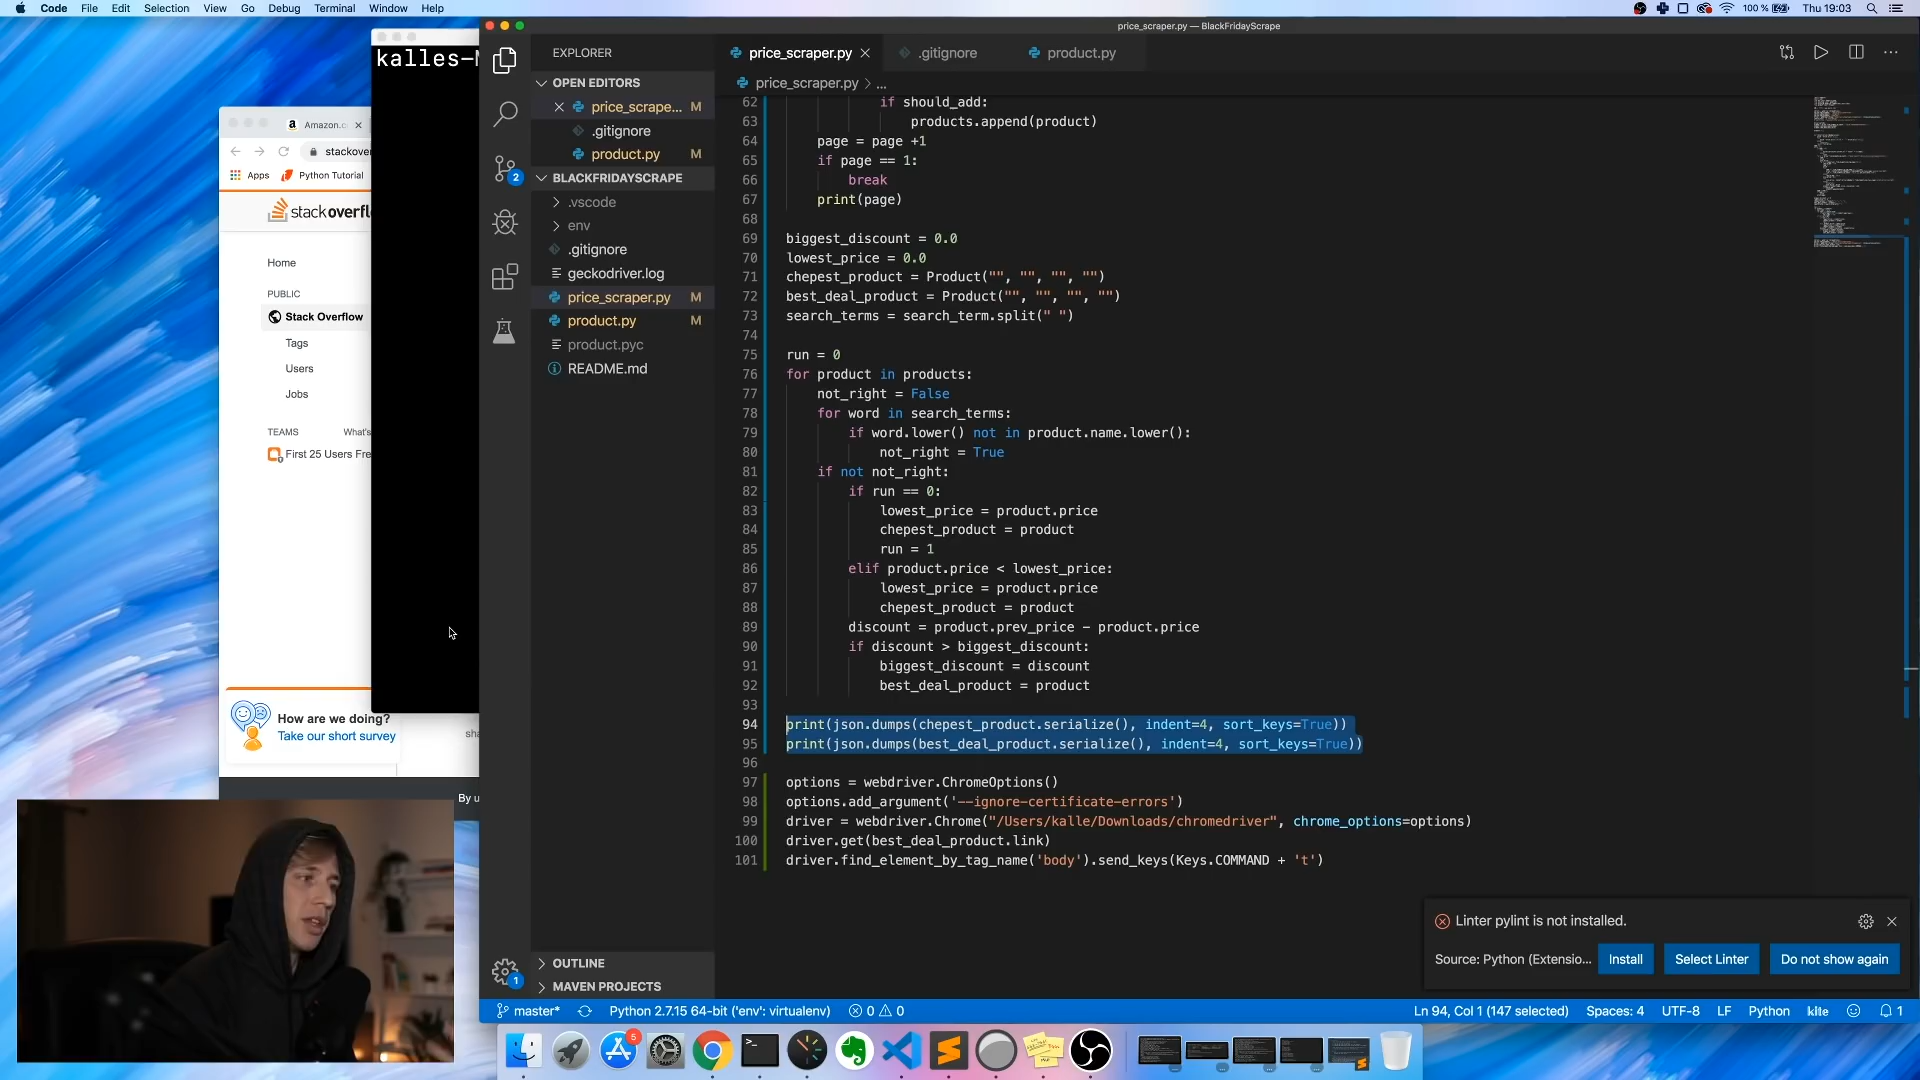 Code File Edit Selection View Go Debug Terminal Window Help
100 % Thu 19:03
kalles-
Amazon.c
stackove
Apps Python Tutorial
stackoverfl
Home
PUBLIC
Stack Overflow
Tags
Users
Jobs
TEAMS What's
First 25 Users Fre
How are we doing?
Take our short survey
sha
By u
price_scraper.py — BlackFridayScrape
EXPLORER
OPEN EDITORS
price_scrape... M
.gitignore
product.py M
BLACKFRIDAYSCRAPE
.vscode
env
.gitignore
geckodriver.log
price_scraper.py M
product.py M
product.pyc
README.md
OUTLINE
MAVEN PROJECTS
2
1
price_scraper.py .gitignore product.py
price_scraper.py > ...
62 if should_add:
63 products.append(product)
64 page = page +1
65 if page == 1:
66 break
67 print(page)
68
69 biggest_discount = 0.0
70 lowest_price = 0.0
71 chepest_product = Product("", "", "", "")
72 best_deal_product = Product("", "", "", "")
73 search_terms = search_term.split(" ")
74
75 run = 0
76 for product in products:
77 not_right = False
78 for word in search_terms:
79 if word.lower() not in product.name.lower():
80 not_right = True
81 if not not_right:
82 if run == 0:
83 lowest_price = product.price
84 chepest_product = product
85 run = 1
86 elif product.price < lowest_price:
87 lowest_price = product.price
88 chepest_product = product
89 discount = product.prev_price - product.price
90 if discount > biggest_discount:
91 biggest_discount = discount
92 best_deal_product = product
93
94 print(json.dumps(chepest_product.serialize(), indent=4, sort_keys=True))
95 print(json.dumps(best_deal_product.serialize(), indent=4, sort_keys=True))
96
97 options = webdriver.ChromeOptions()
98 options.add_argument('--ignore-certificate-errors')
99 driver = webdriver.Chrome("/Users/kalle/Downloads/chromedriver", chrome_options=options)
100 driver.get(best_deal_product.link)
101 driver.find_element_by_tag_name('body').send_keys(Keys.COMMAND + 't')
Linter pylint is not installed.
Source: Python (Extensio... Install Select Linter Do not show again
master* Python 2.7.15 64-bit ('env': virtualenv) 0 0 Ln 94, Col 1 (147 selected) Spaces: 4 UTF-8 LF Python kite 1
5